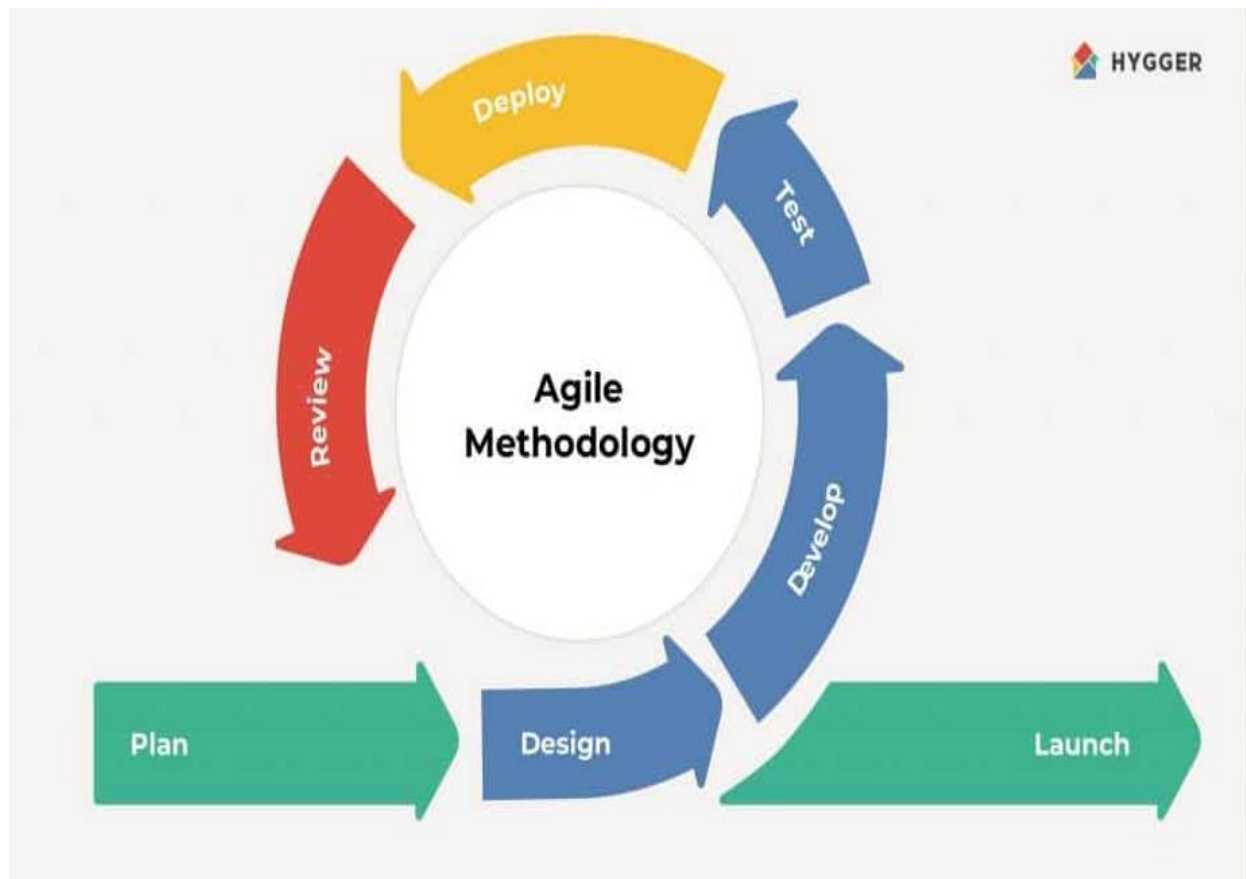 HYGGER
Deploy
Test
Review
Agile
Methodology
Develop
Plan
Design
Launch